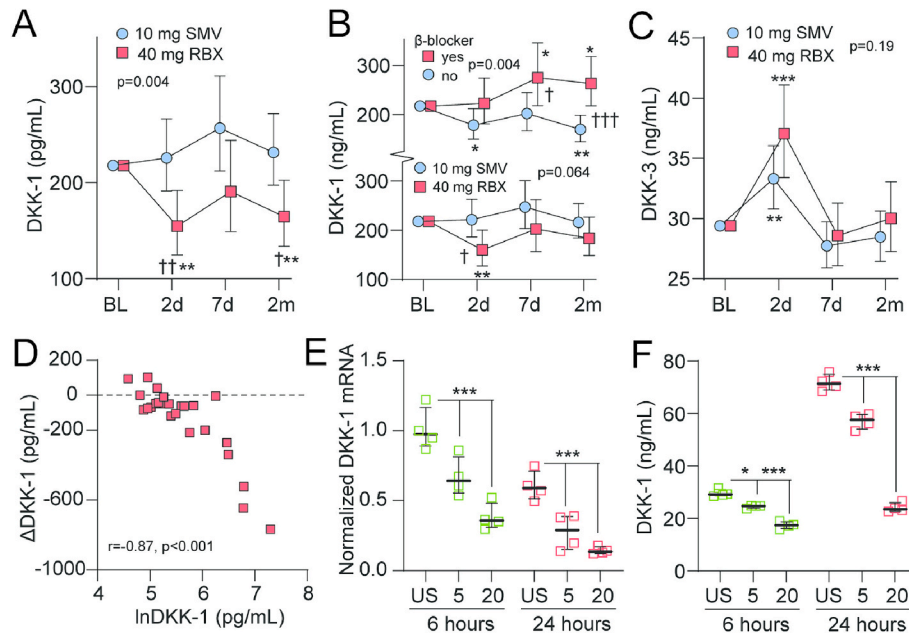 A
10 mg SMV
40 mg RBX
p=0.004
300
200
100
DKK-1 (pg/mL)
††**
†**
BL 2d 7d 2m
B
β-blocker
yes
no
p=0.004
300
200
*
**
*
†
*
†††
10 mg SMV
40 mg RBX
p=0.064
300
200
100
DKK-1 (ng/mL)
†
**
BL 2d 7d 2m
C
10 mg SMV
40 mg RBX
p=0.19
45
40
35
30
25
DKK-3 (pg/mL)
***
**
BL 2d 7d 2m
D
200
0
-200
-600
-1000
ΔDKK-1 (pg/mL)
r=-0.87, p<0.001
4 5 6 7 8
lnDKK-1 (pg/mL)
E
1.5
1.0
0.5
0.0
Normalized DKK-1 mRNA
***
***
US 5 20 US 5 20
6 hours 24 hours
F
80
60
40
20
0
DKK-1 (ng/mL)
* ***
***
US 5 20 US 5 20
6 hours 24 hours